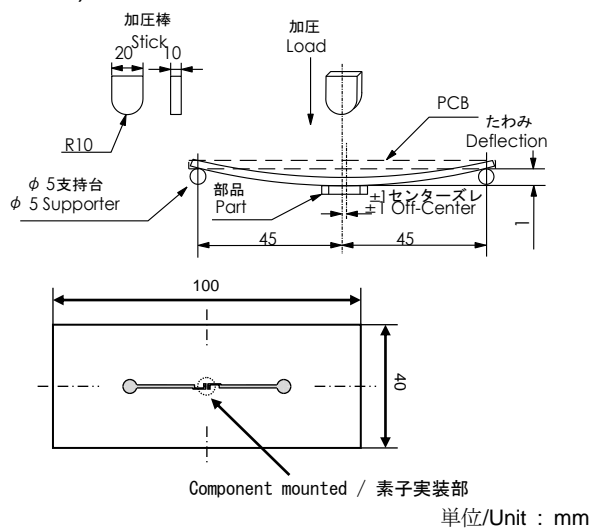 加圧棒
Stick
20
10
R10
加圧
Load
PCB
たわみ
Deflection
φ 5支持台
φ 5 Supporter
部品
Part
±1センターズレ
±1 Off-Center
45
45
1
100
40
Component mounted / 素子実装部
単位/Unit : mm